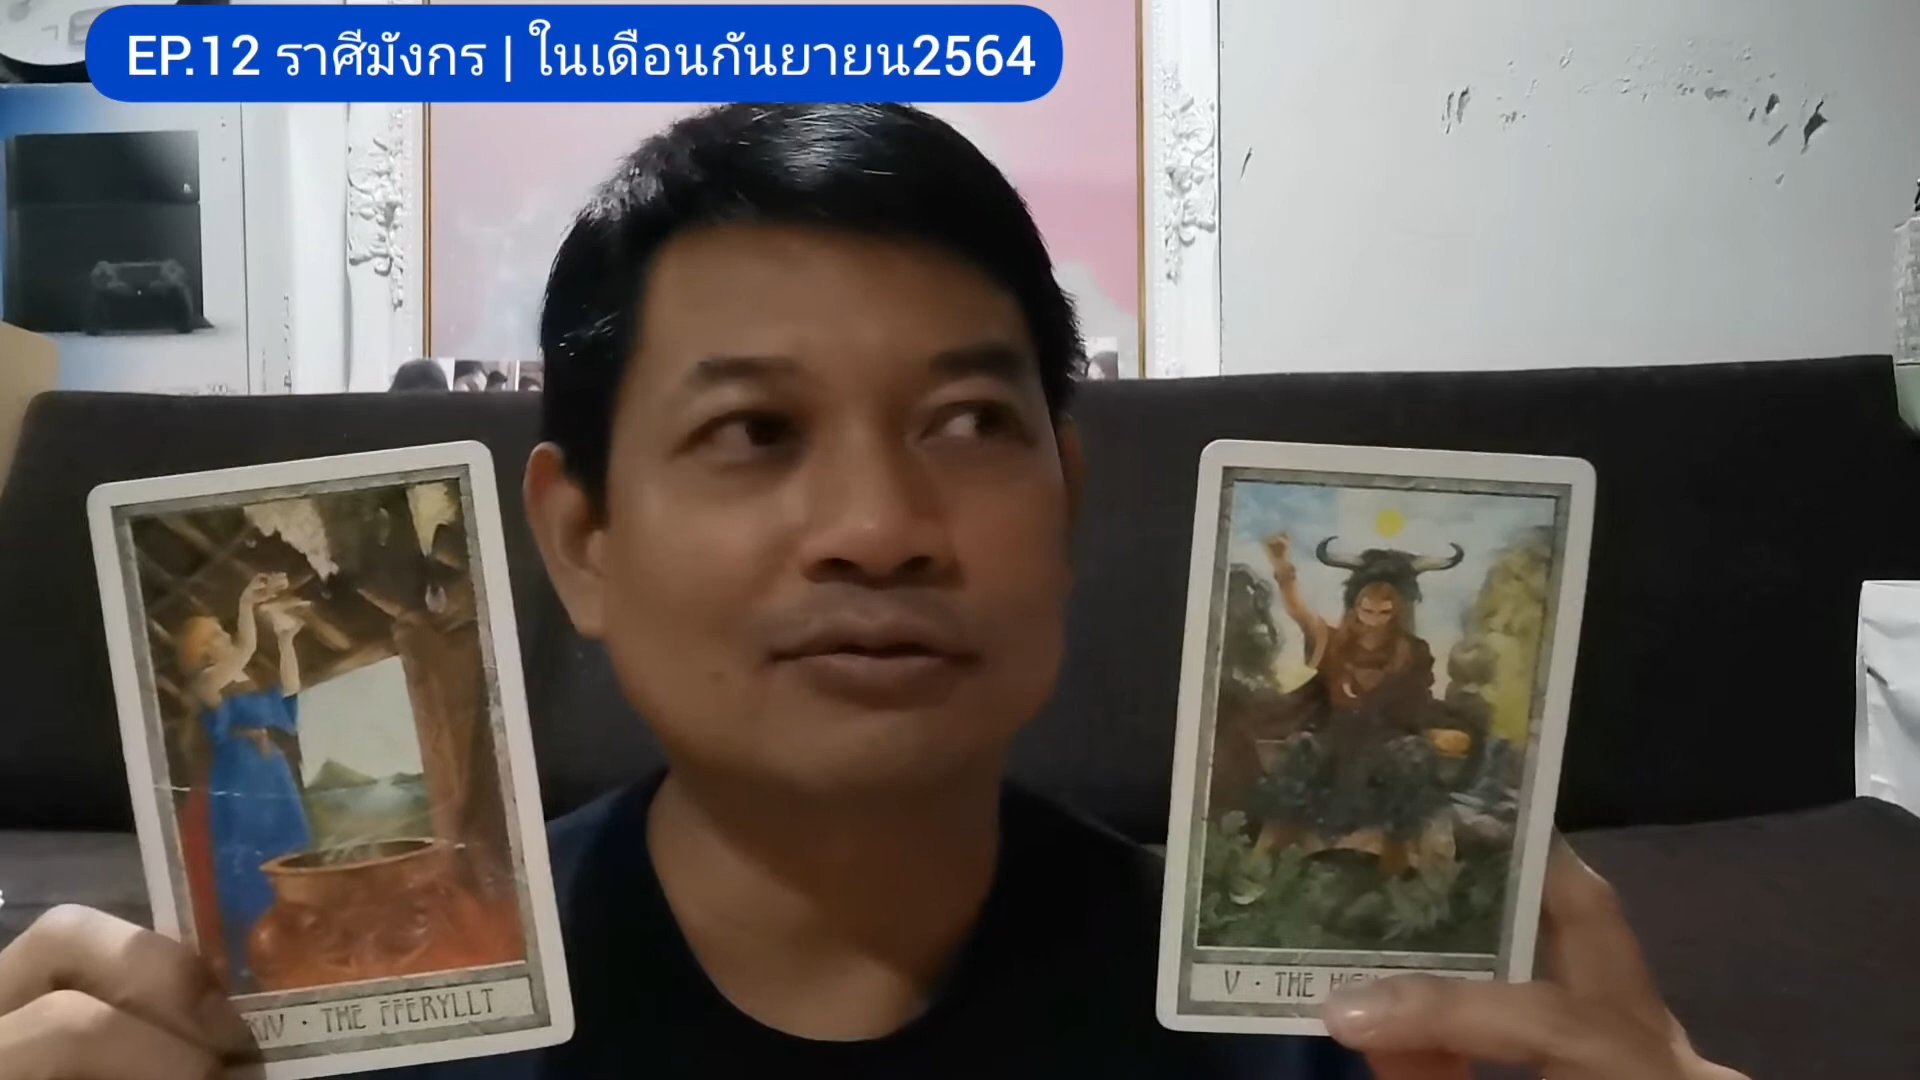 EP.12 ราศีมังกร | ในเดือนกันยายน2564
XIV · THE FFERYLLT
V · THE